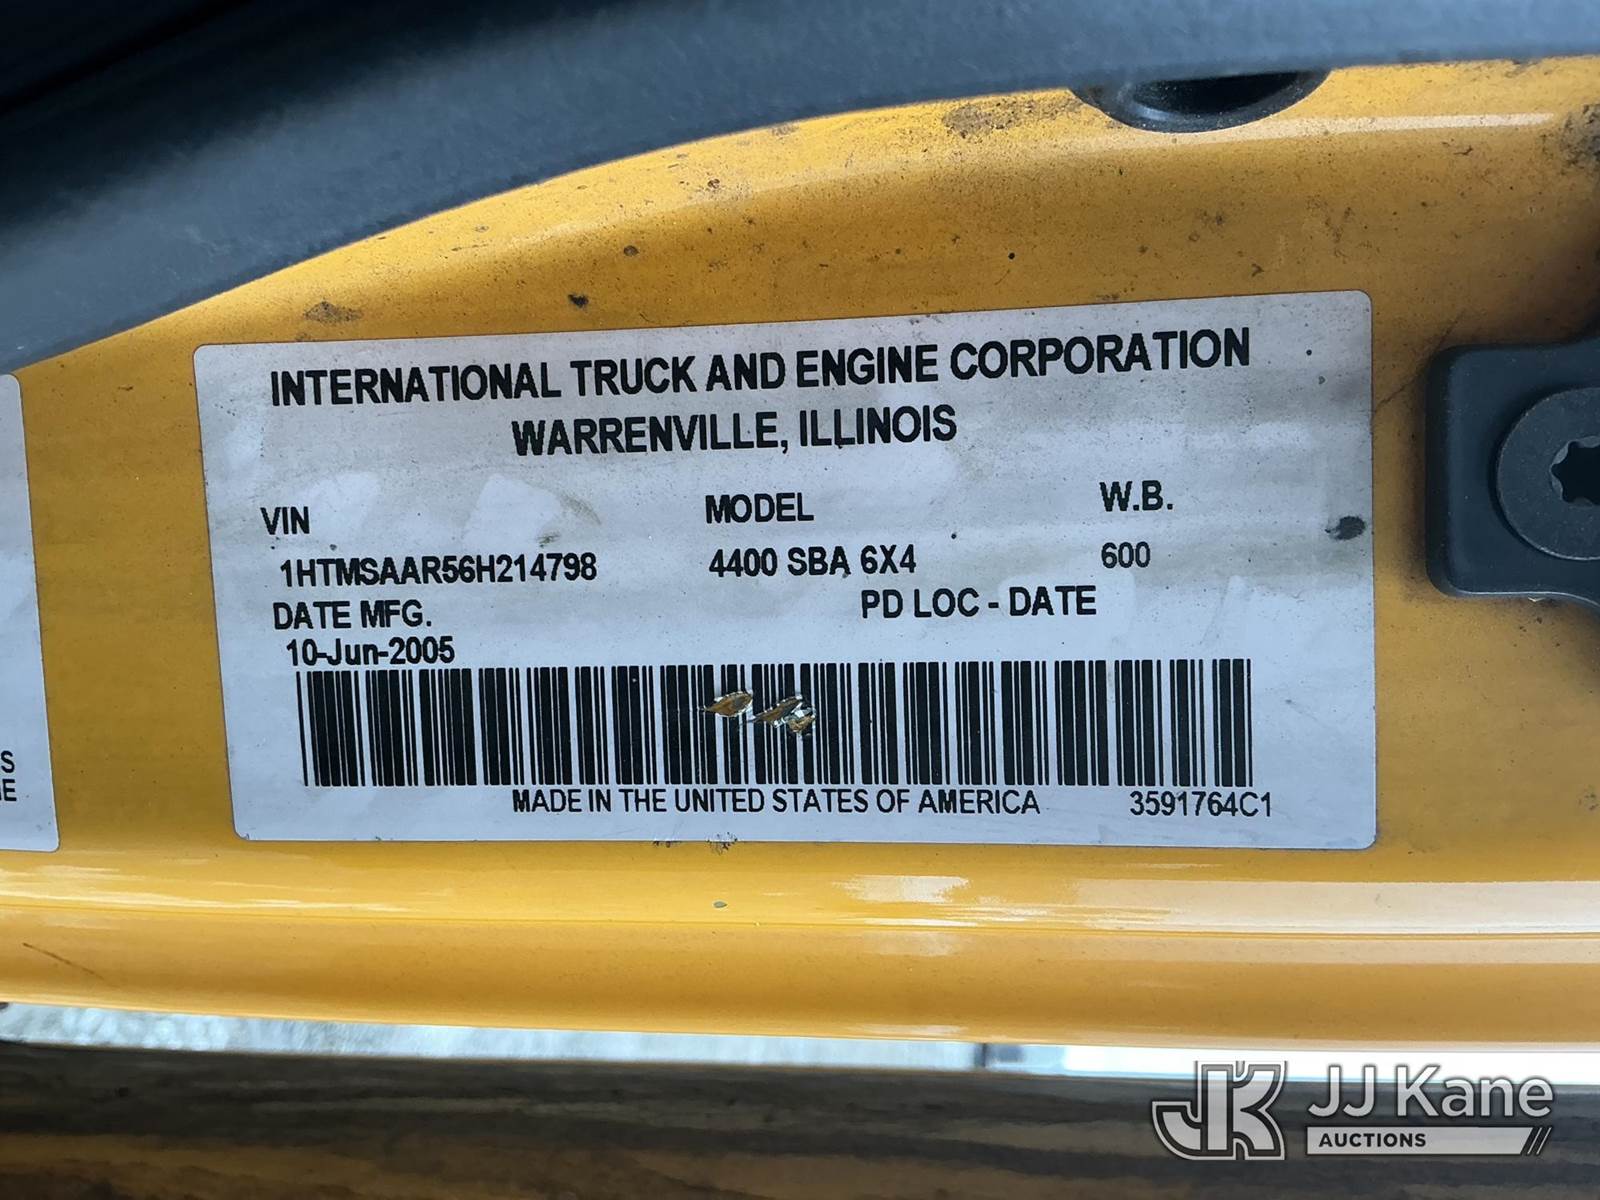 INTERNATIONAL TRUCK AND ENGINE CORPORATION
WARRENVILLE, ILLINOIS
VIN MODEL W.B.
1HTMSAAR56H214798 4400 SBA 6X4 600
DATE MFG. PD LOC - DATE
10-Jun-2005
MADE IN THE UNITED STATES OF AMERICA 3591764C1
S
E
JK JJ Kane
AUCTIONS